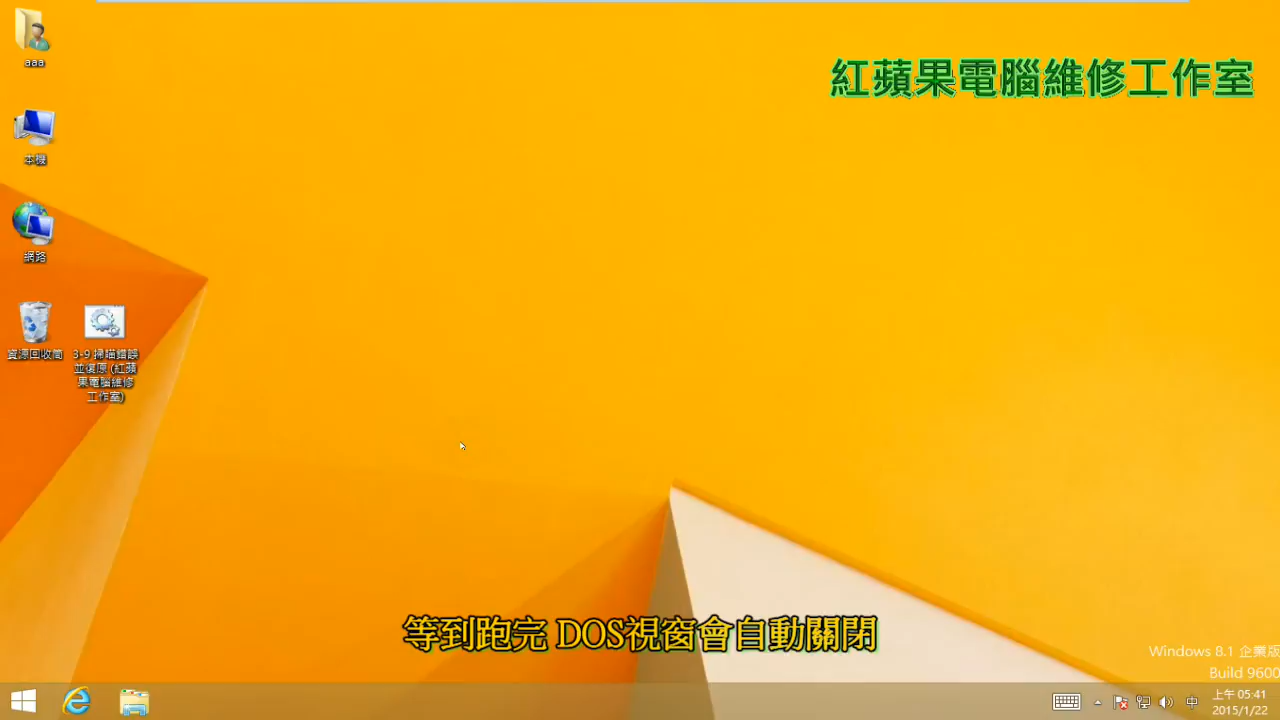 aaa
紅蘋果電腦維修工作室
本機
網路
資源回收筒
3-9 掃瞄錯誤
並復原 (紅蘋
果電腦維修
工作室)
等到跑完 DOS視窗會自動關閉
Windows 8.1 企業版
Build 9600
中
上午 05:41
2015/1/22